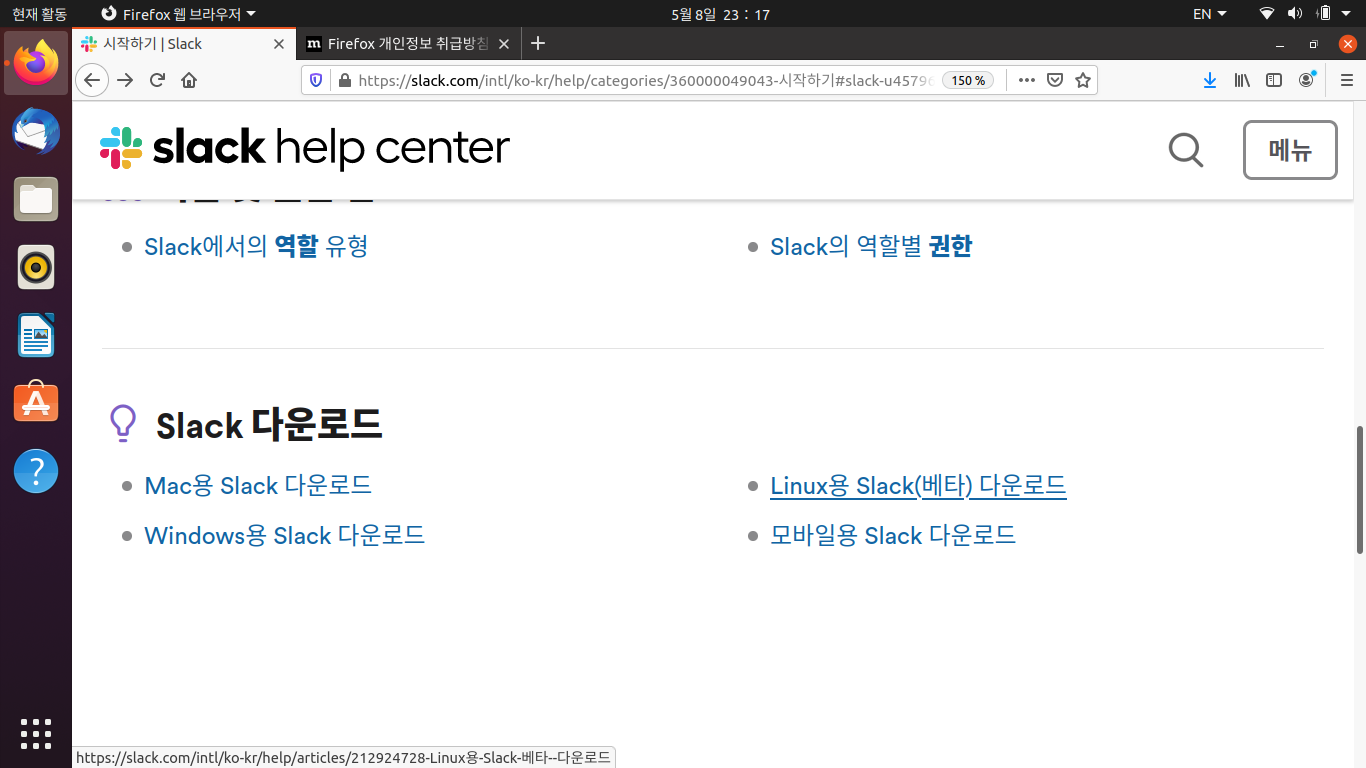 현재 활동 Firefox 웹 브라우저 5월 8일 23 : 17 EN
시작하기 | Slack Firefox 개인정보 취급방침
https://slack.com/intl/ko-kr/help/categories/360000049043-시작하기#slack-u4579 150 %
slack help center 메뉴
Slack에서의 역할 유형 Slack의 역할별 권한
Slack 다운로드
Mac용 Slack 다운로드 Linux용 Slack(베타) 다운로드
Windows용 Slack 다운로드 모바일용 Slack 다운로드
https://slack.com/intl/ko-kr/help/articles/212924728-Linux용-Slack-베타--다운로드